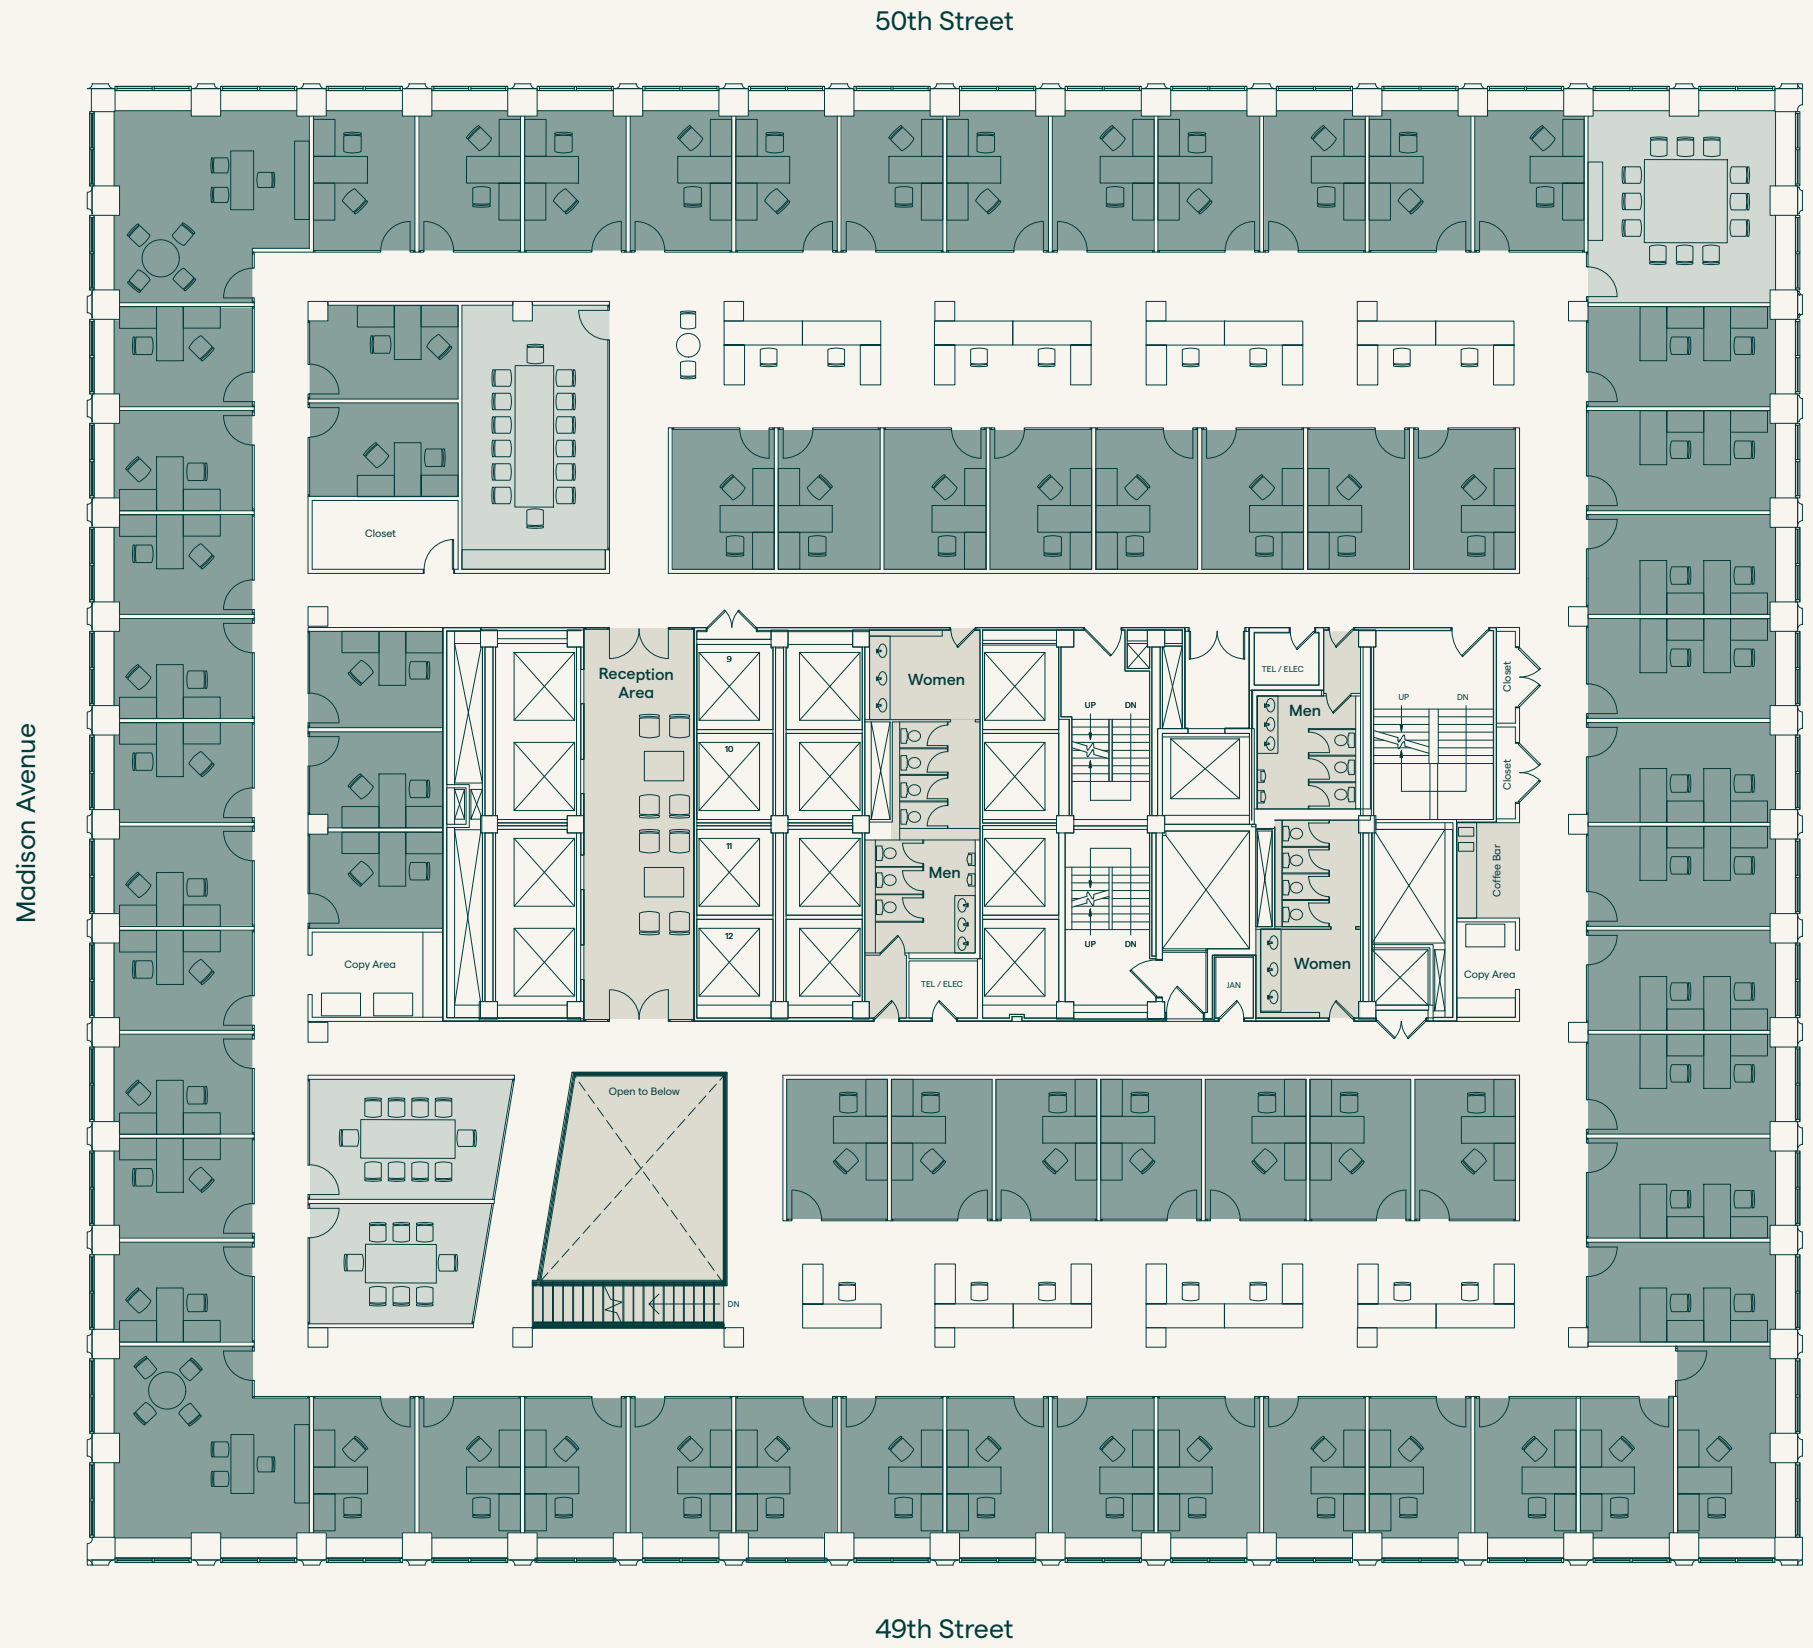 50th Street
Madison Avenue
Closet
Reception
Area
9
10
11
12
Women
Men
TEL / ELEC
UP
DN
UP
DN
TEL / ELEC
Men
Women
JAN
UP
DN
Closet
Closet
Coffee Bar
Copy Area
Copy Area
Open to Below
DN
49th Street